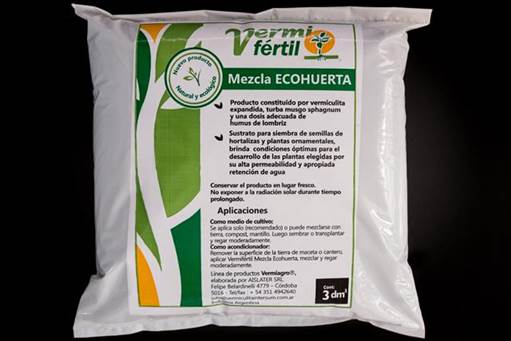 Vermi
fértil
Nuevo producto
Natural y ecológico
Mezcla ECOHUERTA
Producto constituido por vermiculita
expandida, turba musgo sphagnum
y una dosis adecuada de
humus de lombriz
Sustrato para siembra de semillas de
hortalizas y plantas ornamentales,
brinda condiciones óptimas para el
desarrollo de las plantas elegidas por
su alta permeabilidad y apropiada
retención de agua
Conservar el producto en lugar fresco.
No exponer a la radiación solar durante tiempo
prolongado.
Aplicaciones
Como medio de cultivo:
Se aplica solo (recomendado) o puede mezclarse con
tierra, compost, mantillo. Luego sembrar o transplantar
y regar moderadamente.
Como acondicionador:
Remover la superficie de la tierra de maceta o cantero,
aplicar Vermifértil Mezcla Ecohuerta, mezclar y regar
moderadamente.
Línea de productos Vermiagro®,
elaborada por AISLATER SRL
Felipe Belardinelli 4779 – Córdoba
5016 - Tel/fax : + 54 351 4942640
Industria Argentina
Cont:
3 dm³